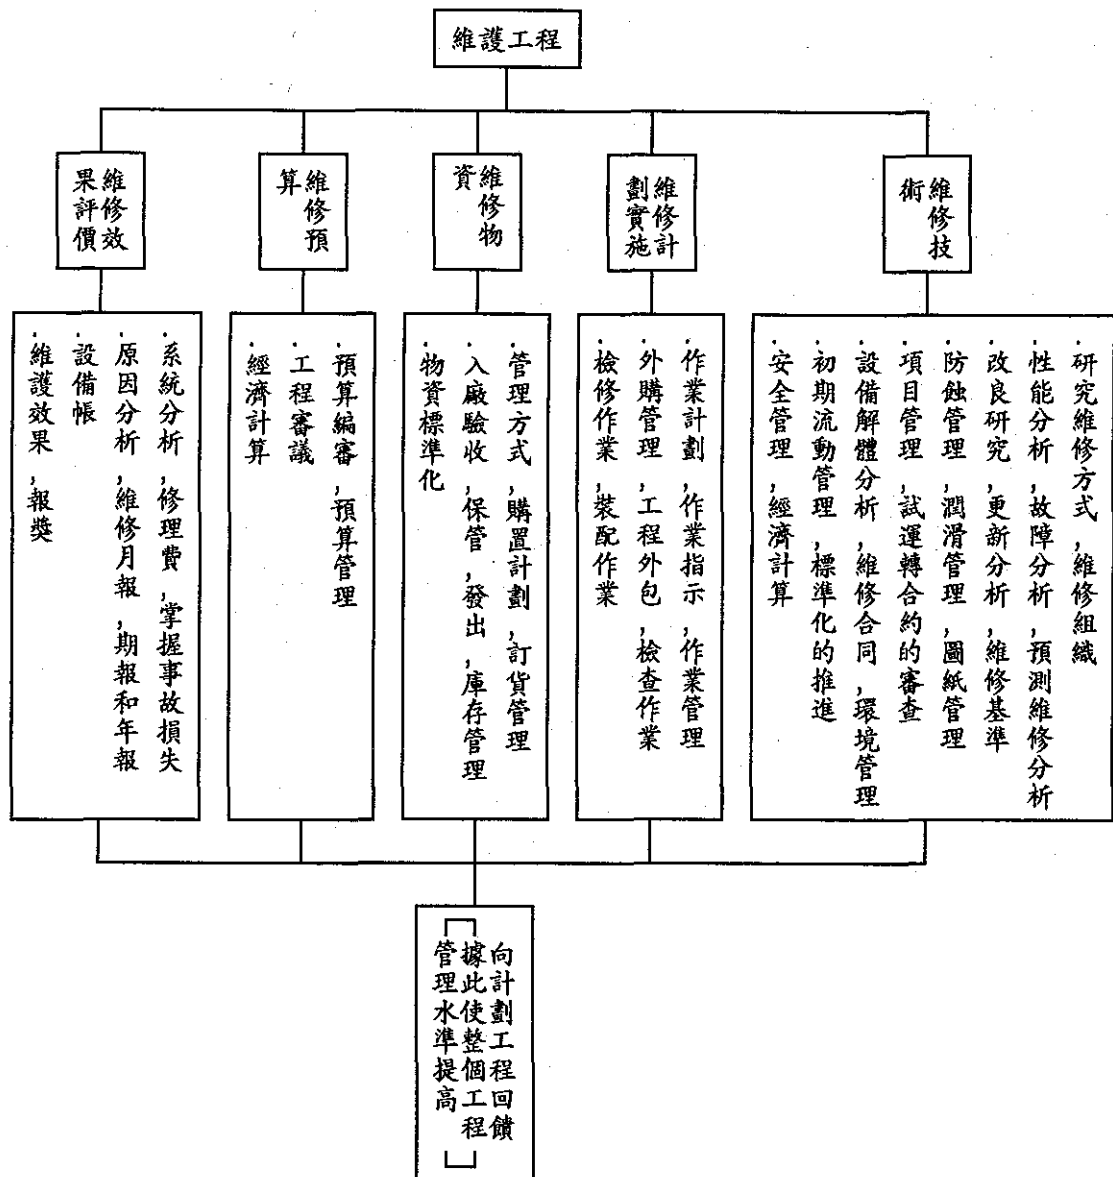 維護工程
維修技
術
維修計
劃實施
維修物
資
維修預
算
維修效
果評價
．研究維修方式，維修組織
．性能分析，故障分析，預測維修分析
．改良研究，更新分析，維修基準
．防蝕管理，潤滑管理，圖紙管理
．項目管理，試運轉合約的審查
．設備解體分析，維修合同，環境管理
．初期流動管理，標準化的推進
．安全管理，經濟計算
．作業計劃，作業指示，作業管理
．外購管理，工程外包，檢查作業
．檢修作業，裝配作業
．管理方式，購置計劃，訂貨管理
．入廠驗收，保管，發出，庫存管理
．物資標準化
．預算編審，預算管理
．工程審議
．經濟計算
．系統分析，修理費，掌握事故損失
．原因分析，維修月報，期報和年報
．設備帳
．維護效果，報獎
向計劃工程回饋
「據此使整個工程
管理水準提高」